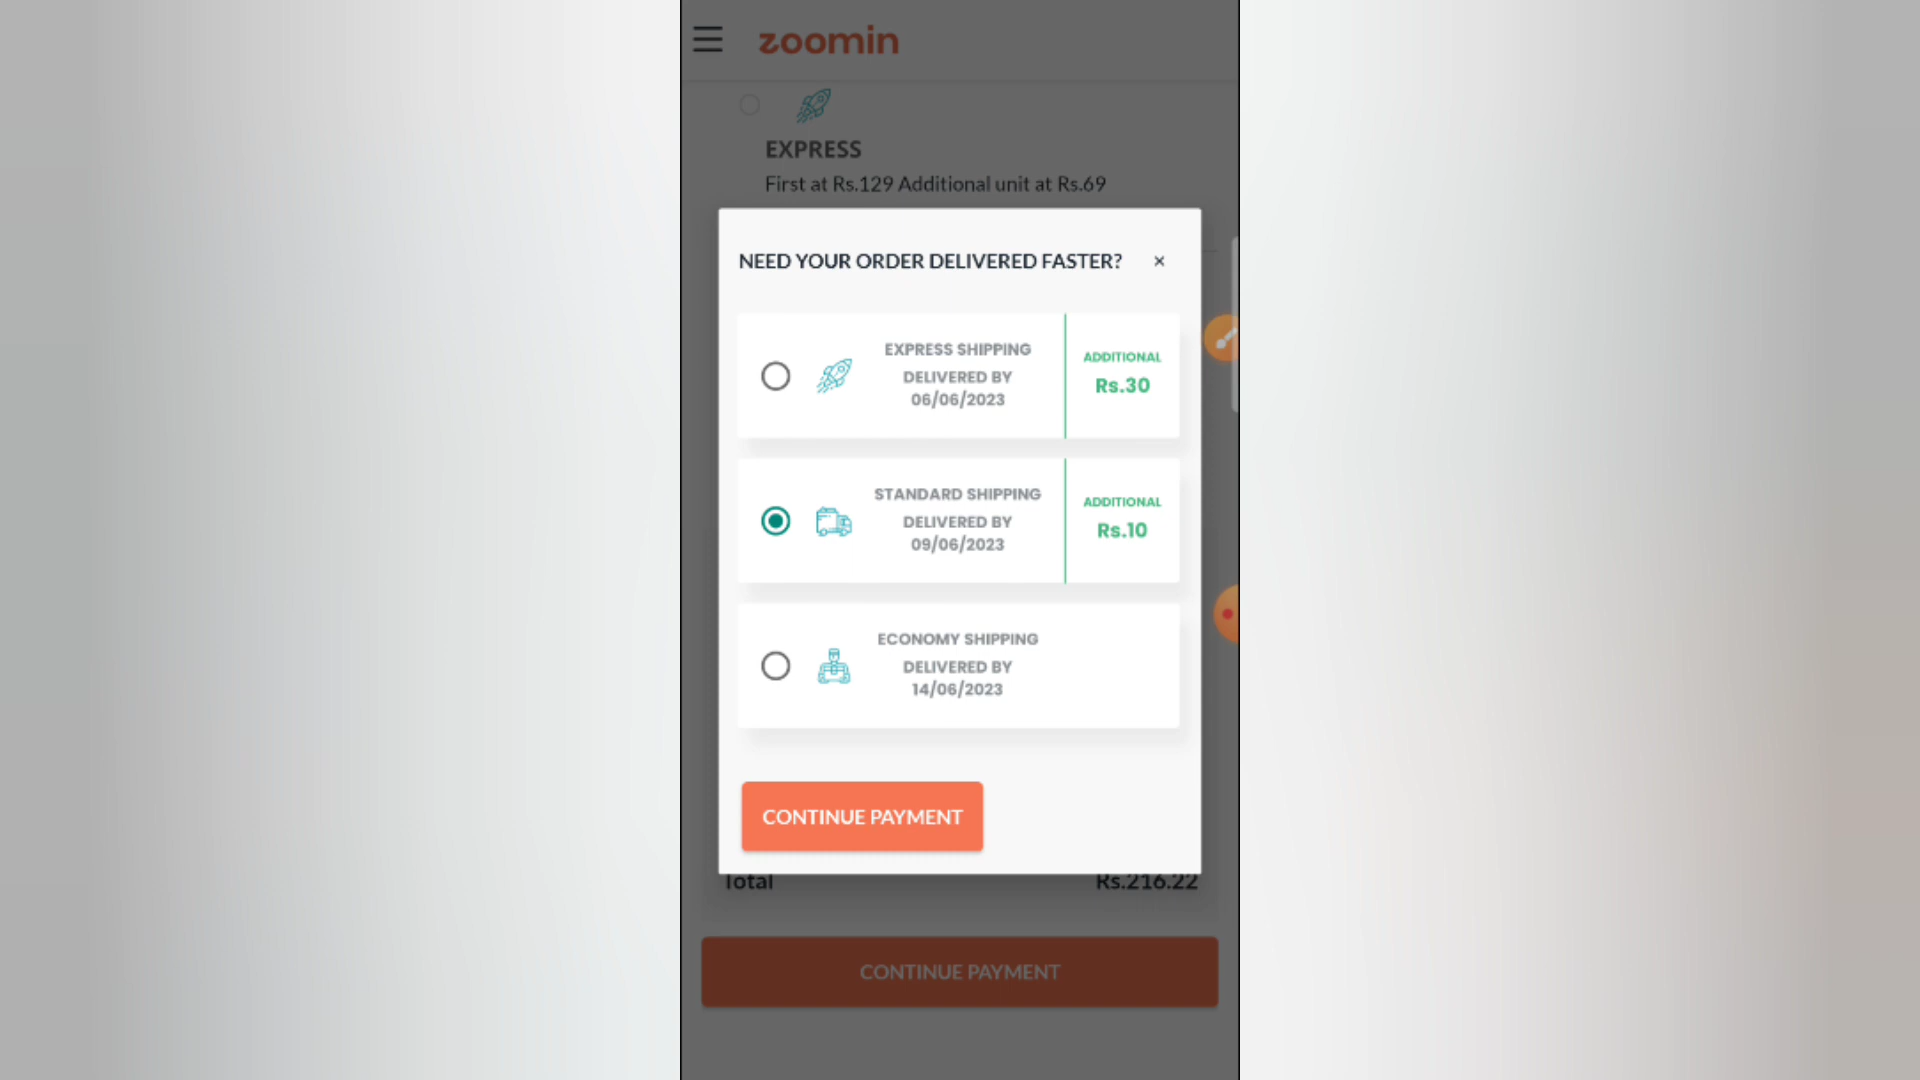 zoomin
EXPRESS
First at Rs.129 Additional unit at Rs.69
NEED YOUR ORDER DELIVERED FASTER? ×
EXPRESS SHIPPING
DELIVERED BY
06/06/2023
ADDITIONAL
Rs.30
STANDARD SHIPPING
DELIVERED BY
09/06/2023
ADDITIONAL
Rs.10
ECONOMY SHIPPING
DELIVERED BY
14/06/2023
CONTINUE PAYMENT
Total Rs.216.22
CONTINUE PAYMENT